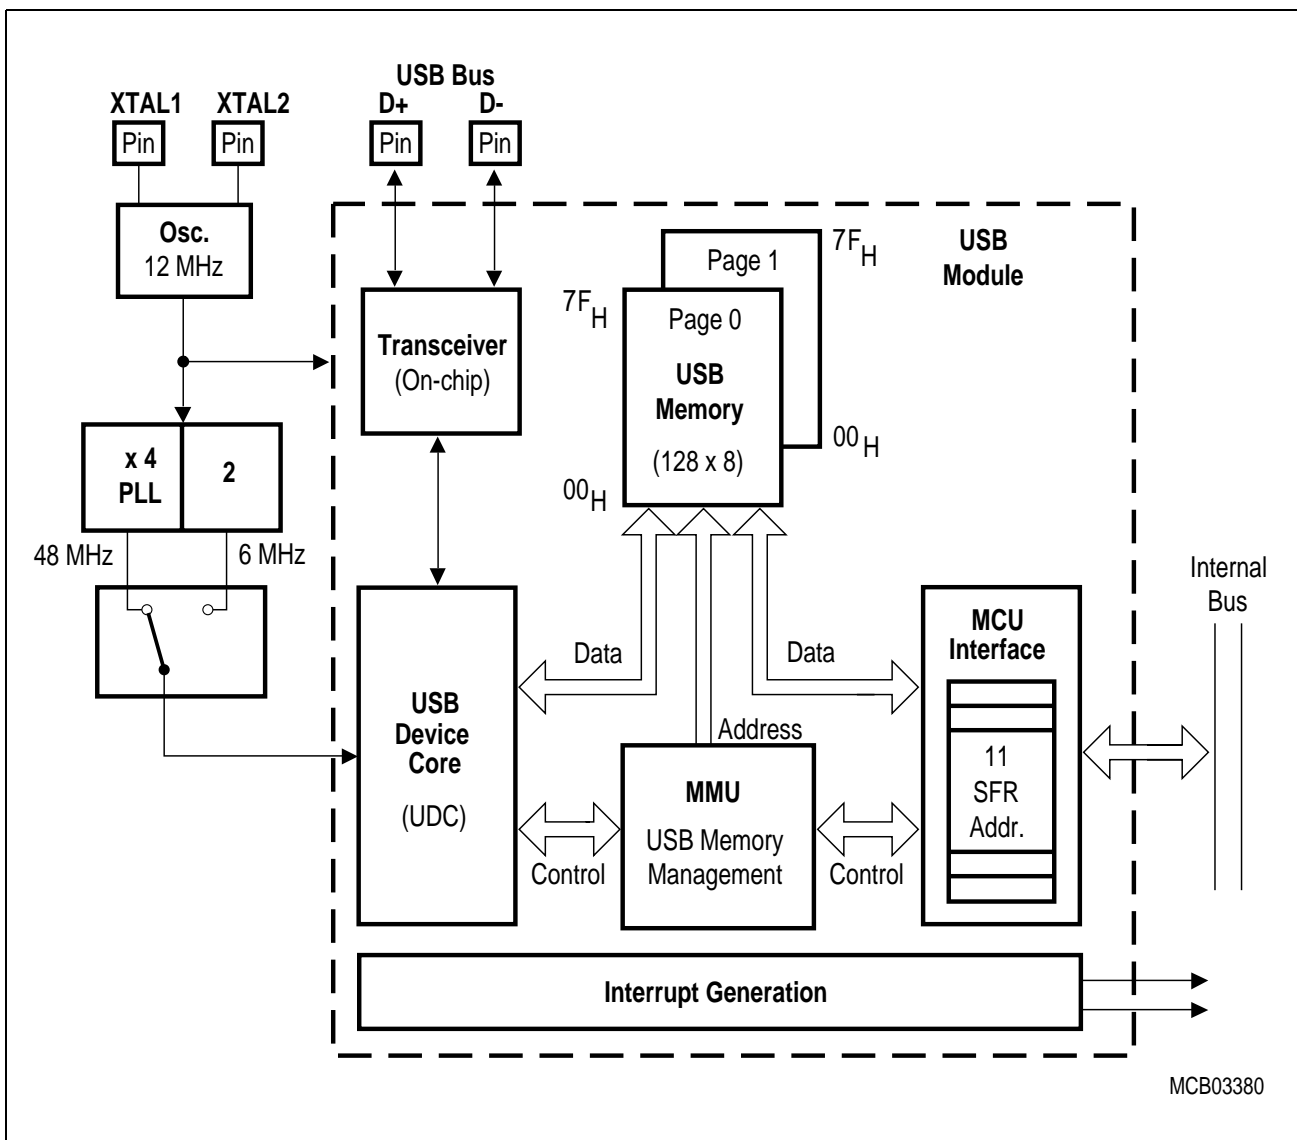 USB Bus
XTAL1 XTAL2 D+ D-
Pin Pin Pin Pin
Osc.
12 MHz
USB
Module
Page 1
7FH
7FH
Page 0
Transceiver
(On-chip)
USB
Memory
(128 x 8)
00H
00H
x 4
PLL
2
48 MHz
6 MHz
Internal
Bus
MCU
Interface
Data
Data
USB
Device
Core
(UDC)
Address
11
SFR
Addr.
MMU
USB Memory
Management
Control
Control
Interrupt Generation
MCB03380